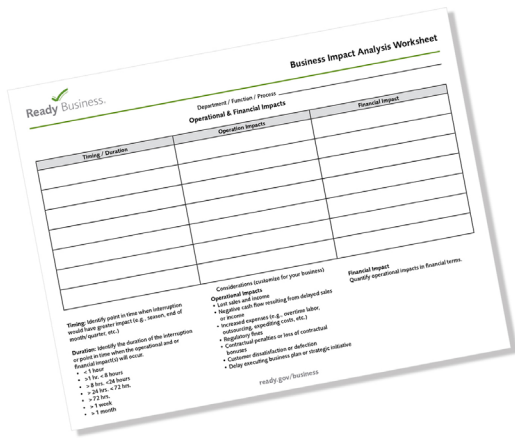 Ready Business.
Business Impact Analysis Worksheet
Department / Function / Process
Operational & Financial Impacts
Timing / Duration
Operation Impacts
Financial Impact
Timing: Identify point in time when interruption
would have greater impact (e.g., season, end of
month/quarter, etc.)
Duration: Identify the duration of the interruption
or point in time when the operational and or
financial impact(s) will occur.
• < 1 hour
• >1 hr. < 8 hours
• > 8 hrs. <24 hours
• > 24 hrs. < 72 hrs.
• > 72 hrs.
• > 1 week
• > 1 month
Considerations (customize for your business)
Operational Impacts
• Lost sales and income
• Negative cash flow resulting from delayed sales
or income
• Increased expenses (e.g., overtime labor,
outsourcing, expediting costs, etc.)
• Regulatory fines
• Contractual penalties or loss of contractual
bonuses
• Customer dissatisfaction or defection
• Delay executing business plan or strategic initiative
Financial Impact
Quantify operational impacts in financial terms.
ready.gov/business